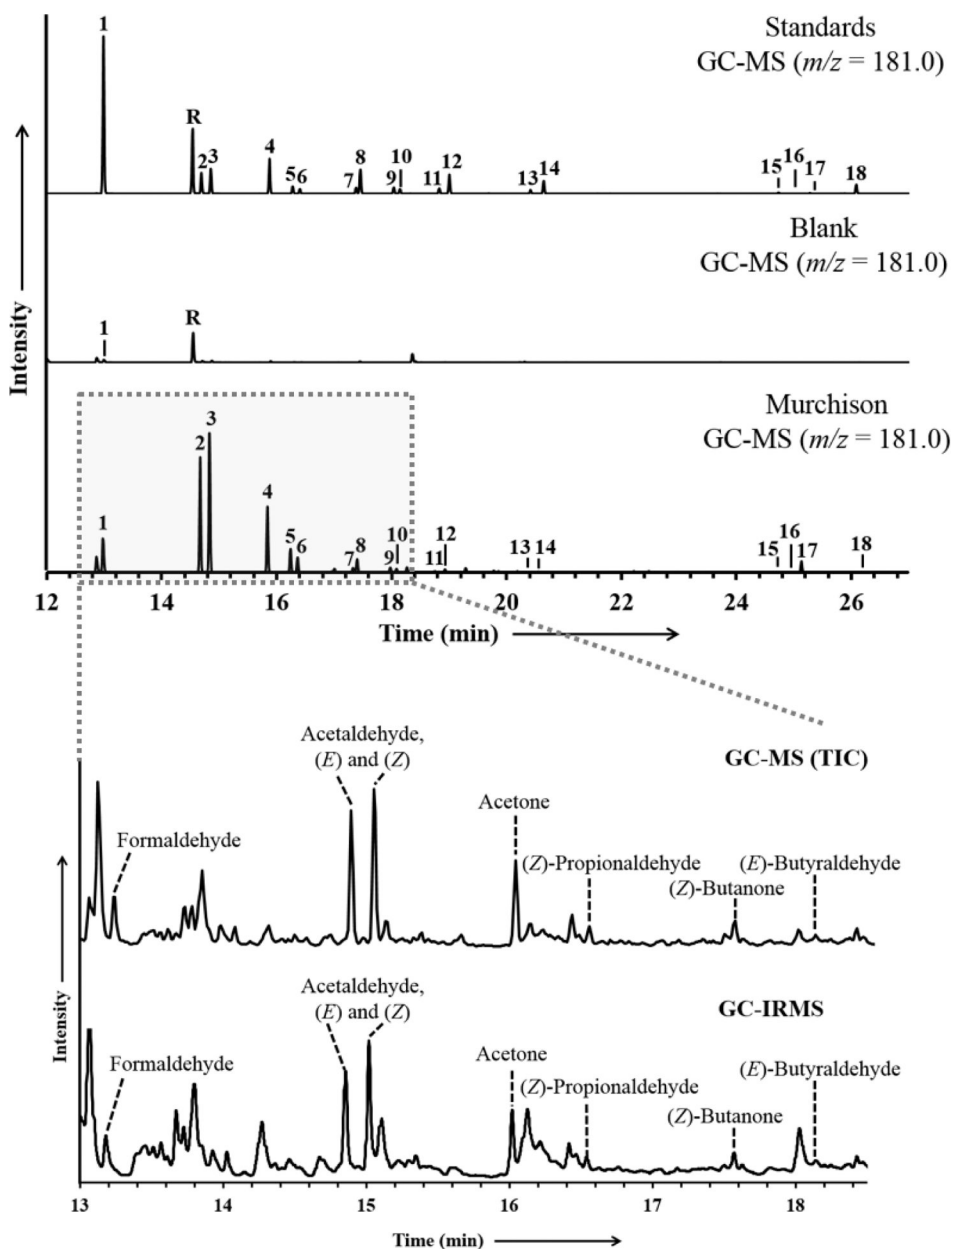 Standards
GC-MS (m/z = 181.0)
1
R
2 3
4
5 6
7
8
9
10
11
12
13
14
15
16
17
18
Blank
GC-MS (m/z = 181.0)
1
R
Murchison
GC-MS (m/z = 181.0)
1
2
3
4
5
6
7
8
9
10
11
12
13
14
15
16
17
18
Intensity
12 14 16 18 20 22 24 26
Time (min)
GC-MS (TIC)
Acetaldehyde,
(E) and (Z)
Formaldehyde
Acetone
(Z)-Propionaldehyde
(Z)-Butanone
(E)-Butyraldehyde
GC-IRMS
Acetaldehyde,
(E) and (Z)
Formaldehyde
Acetone
(Z)-Propionaldehyde
(Z)-Butanone
(E)-Butyraldehyde
Intensity
13 14 15 16 17 18
Time (min)